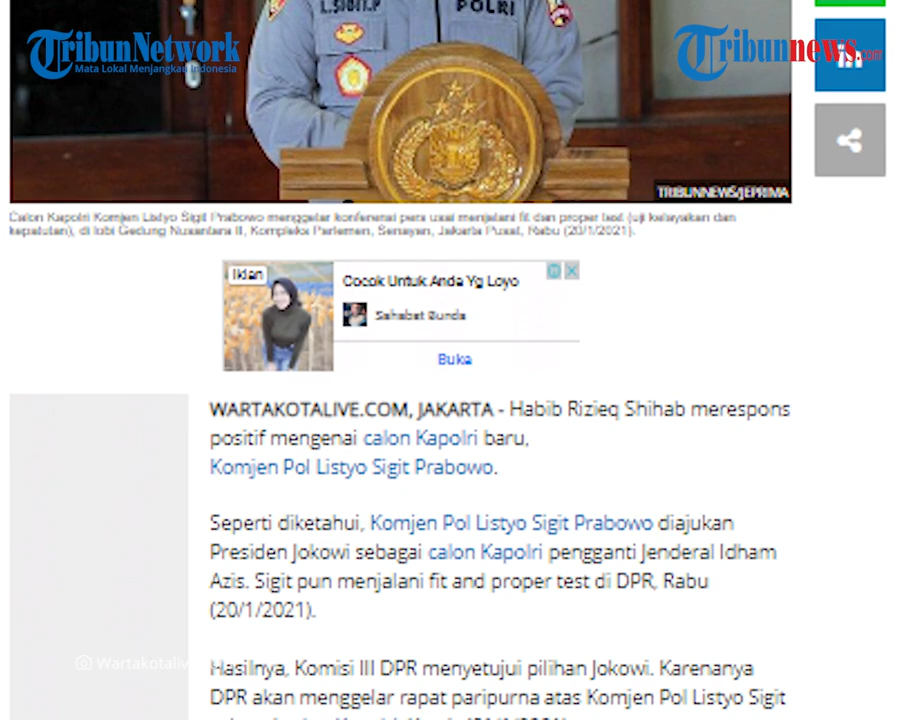 L.SIGIT.P
POLRI
TribunNetwork
Mata Lokal Menjangkau Indonesia
Tribunnews.com
TRIBUNNEWS/JEPRIMA
Calon Kapolri Komjen Listyo Sigit Prabowo menggelar konferensi pers usai menjalani fit dan proper test (uji kelayakan dan
kepatutan), di lobi Gedung Nusantara II, Kompleks Parlemen, Senayan, Jakarta Pusat, Rabu (20/1/2021).
Iklan
Cocok Untuk Anda Yg Loyo
Sahabat Bunda
Buka
WARTAKOTALIVE.COM, JAKARTA - Habib Rizieq Shihab merespons
positif mengenai calon Kapolri baru,
Komjen Pol Listyo Sigit Prabowo.
Seperti diketahui, Komjen Pol Listyo Sigit Prabowo diajukan
Presiden Jokowi sebagai calon Kapolri pengganti Jenderal Idham
Azis. Sigit pun menjalani fit and proper test di DPR, Rabu
(20/1/2021).
Wartakotaliv
Hasilnya, Komisi III DPR menyetujui pilihan Jokowi. Karenanya
DPR akan menggelar rapat paripurna atas Komjen Pol Listyo Sigit